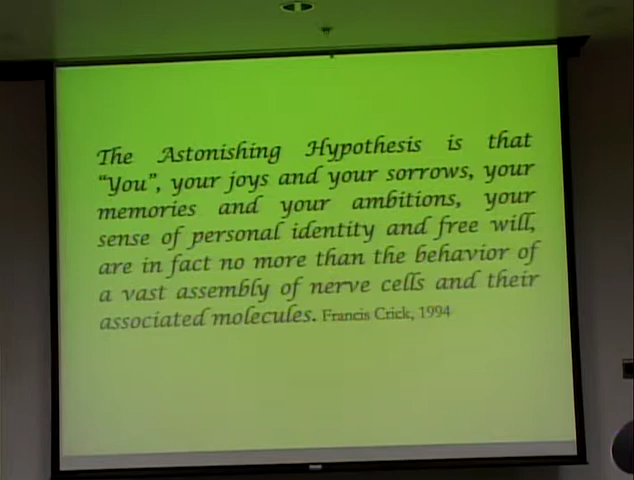 The Astonishing Hypothesis is that
“You”, your joys and your sorrows, your
memories and your ambitions, your
sense of personal identity and free will,
are in fact no more than the behavior of
a vast assembly of nerve cells and their
associated molecules. Francis Crick, 1994